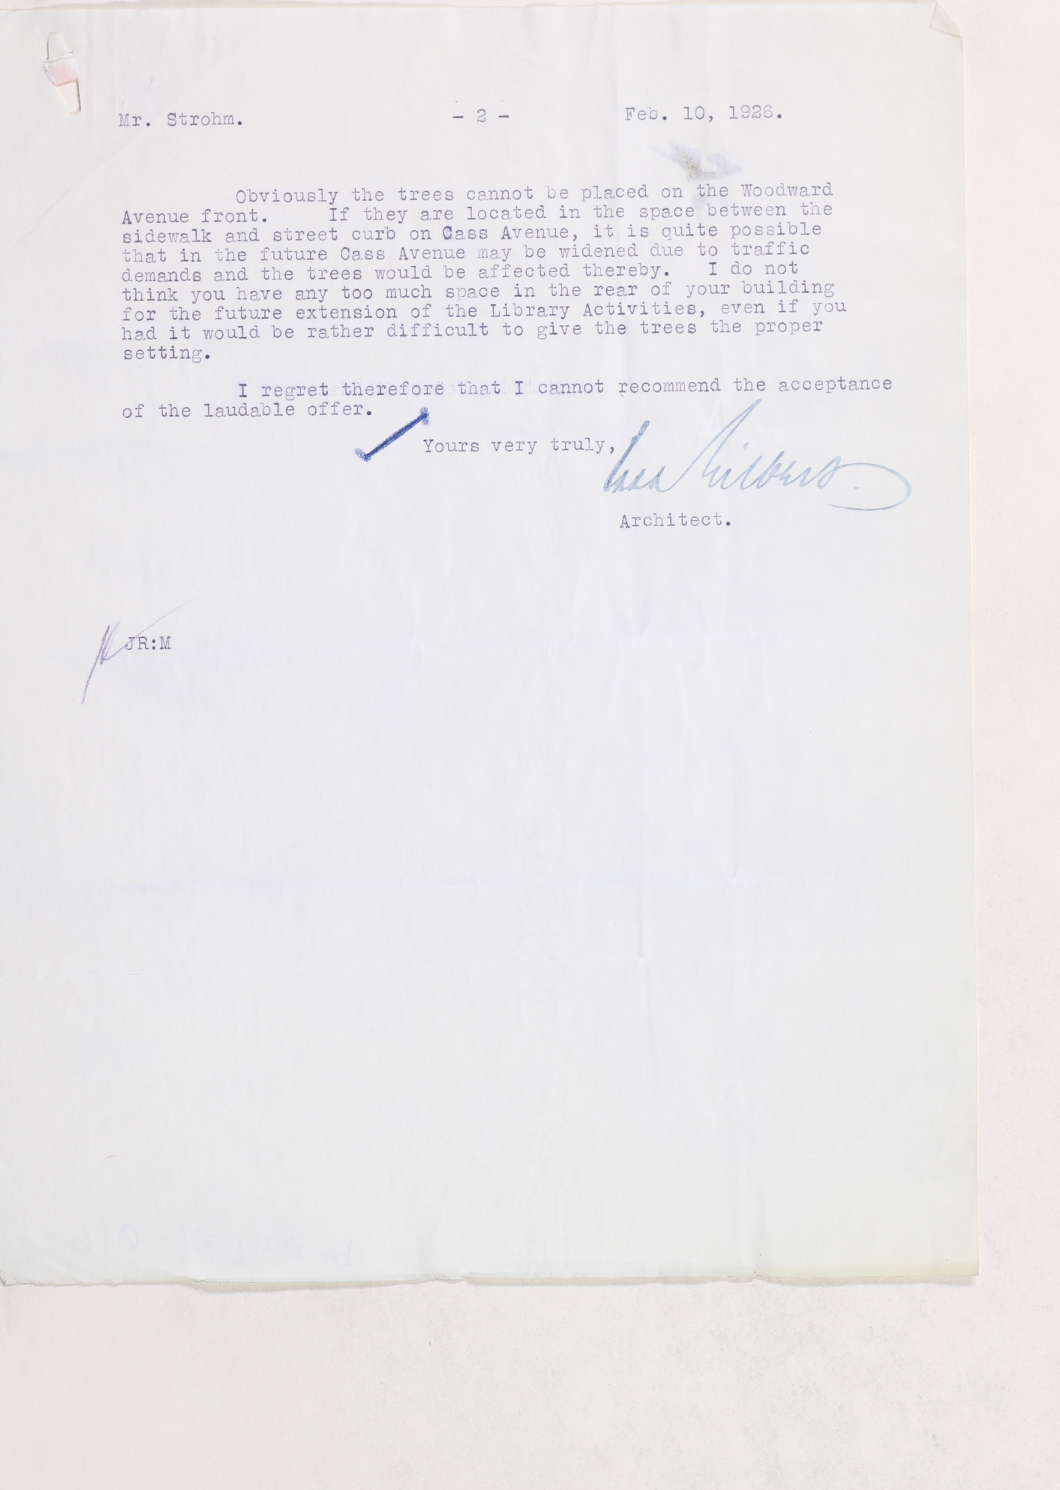 Mr. Strohm. - 2 - Feb. 10, 1926.
Obviously the trees cannot be placed on the Woodward
Avenue front. If they are located in the space between the
sidewalk and street curb on Cass Avenue, it is quite possible
that in the future Cass Avenue may be widened due to traffic
demands and the trees would be affected thereby. I do not
think you have any too much space in the rear of your building
for the future extension of the Library Activities, even if you
had it would be rather difficult to give the trees the proper
setting.
I regret therefore that I cannot recommend the acceptance
of the laudable offer.
Yours very truly,
Cass Gilbert.
Architect.
JR:M